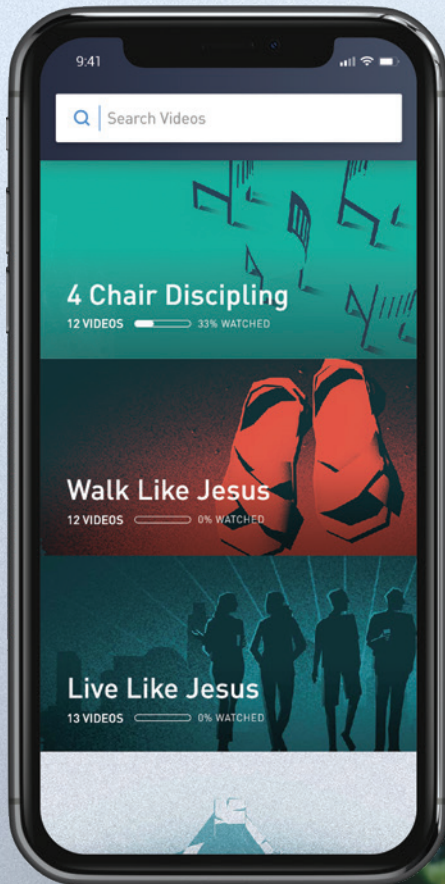 9:41
Search Videos
4 Chair Discipling
12 VIDEOS 33% WATCHED
Walk Like Jesus
12 VIDEOS 0% WATCHED
Live Like Jesus
13 VIDEOS 0% WATCHED